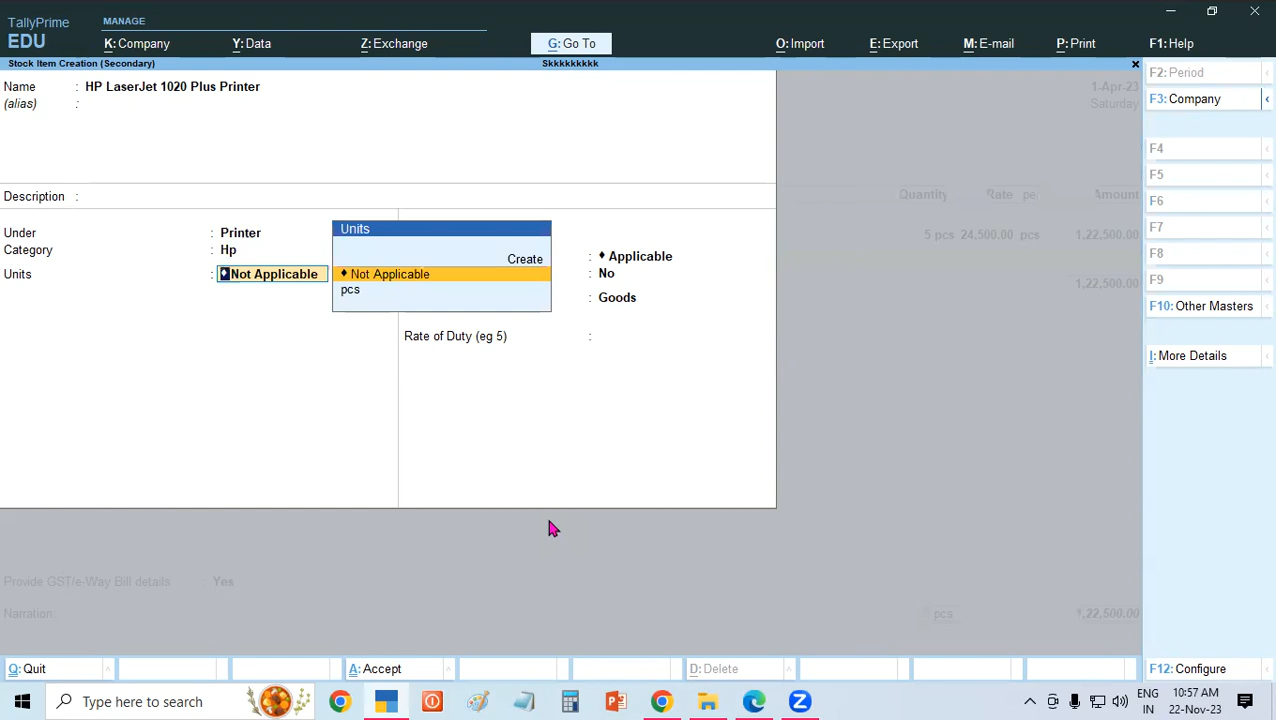 TallyPrime
EDU
MANAGE
K: Company
Y: Data
Z: Exchange
G: Go To
O: Import
E: Export
M: E-mail
P: Print
F1: Help
Stock Item Creation (Secondary)
Skkkkkkkkk
Name : HP LaserJet 1020 Plus Printer
(alias) :
1-Apr-23
Saturday
F2: Period
F3: Company
F4
F5
F6
F7
F8
F9
F10: Other Masters
I: More Details
Description :
Quantity Rate per Amount
Under : Printer
Category : Hp
Units : ♦ Not Applicable
Units
Create
♦ Not Applicable
pcs
: ♦ Applicable
: No
: Goods
Rate of Duty (eg 5) :
5 pcs 24,500.00 pcs 1,22,500.00
1,22,500.00
Provide GST/e-Way Bill details Yes
Narration:
pcs 1,22,500.00
Q: Quit
A: Accept
D: Delete
F12: Configure
Type here to search
ENG
IN
10:57 AM
22-Nov-23